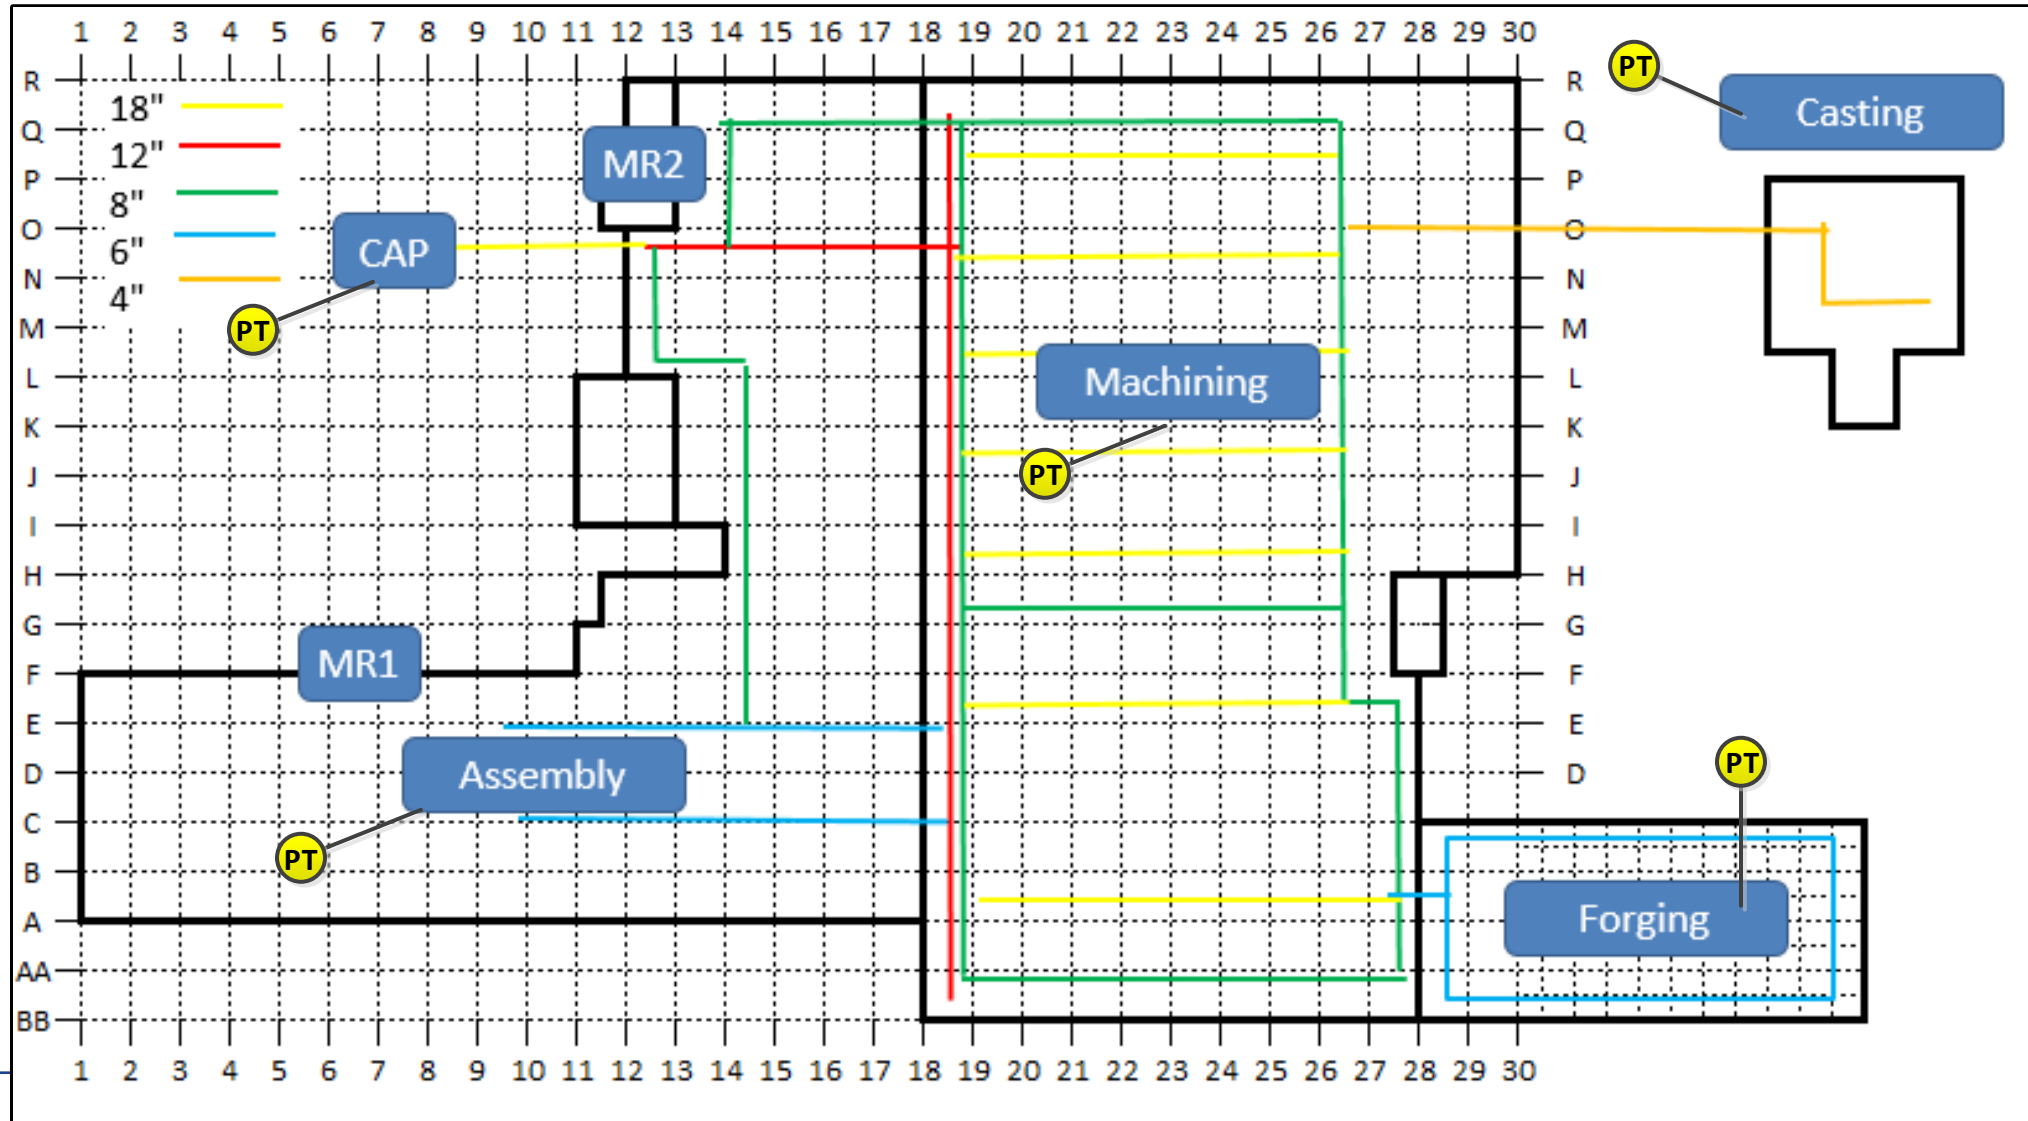 1 2 3 4 5 6 7 8 9 10 11 12 13 14 15 16 17 18 19 20 21 22 23 24 25 26 27 28 29 30
R R PT Casting
18"
Q Q
12" MR2
P P
8"
O CAP O
6"
N N
4"
M PT M
L Machining L
K K
J PT J
I I
H H
G G
F MR1 F
E E
D Assembly D PT
C
PT
B
A Forging
AA
BB
1 2 3 4 5 6 7 8 9 10 11 12 13 14 15 16 17 18 19 20 21 22 23 24 25 26 27 28 29 30